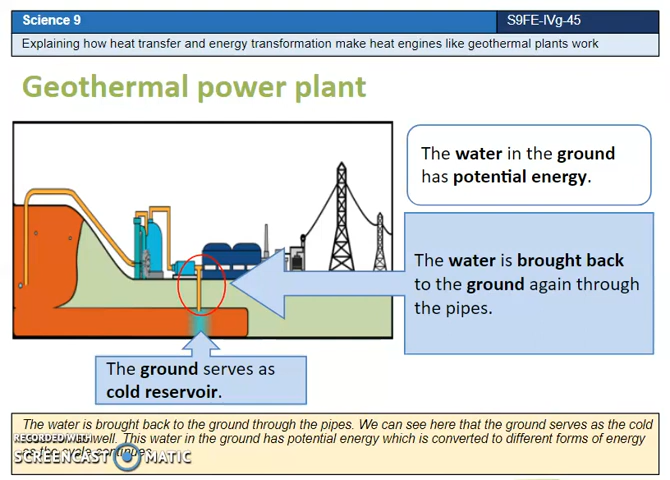 Science 9
S9FE-IVg-45
Explaining how heat transfer and energy transformation make heat engines like geothermal plants work
Geothermal power plant
The water in the ground
has potential energy.
The water is brought back
to the ground again through
the pipes.
The ground serves as
cold reservoir.
The water is brought back to the ground through the pipes. We can see here that the ground serves as the cold
well. This water in the ground has potential energy which is converted to different forms of energy
as the cycle continues.
RECORDED WITH
SCREENCAST MATIC